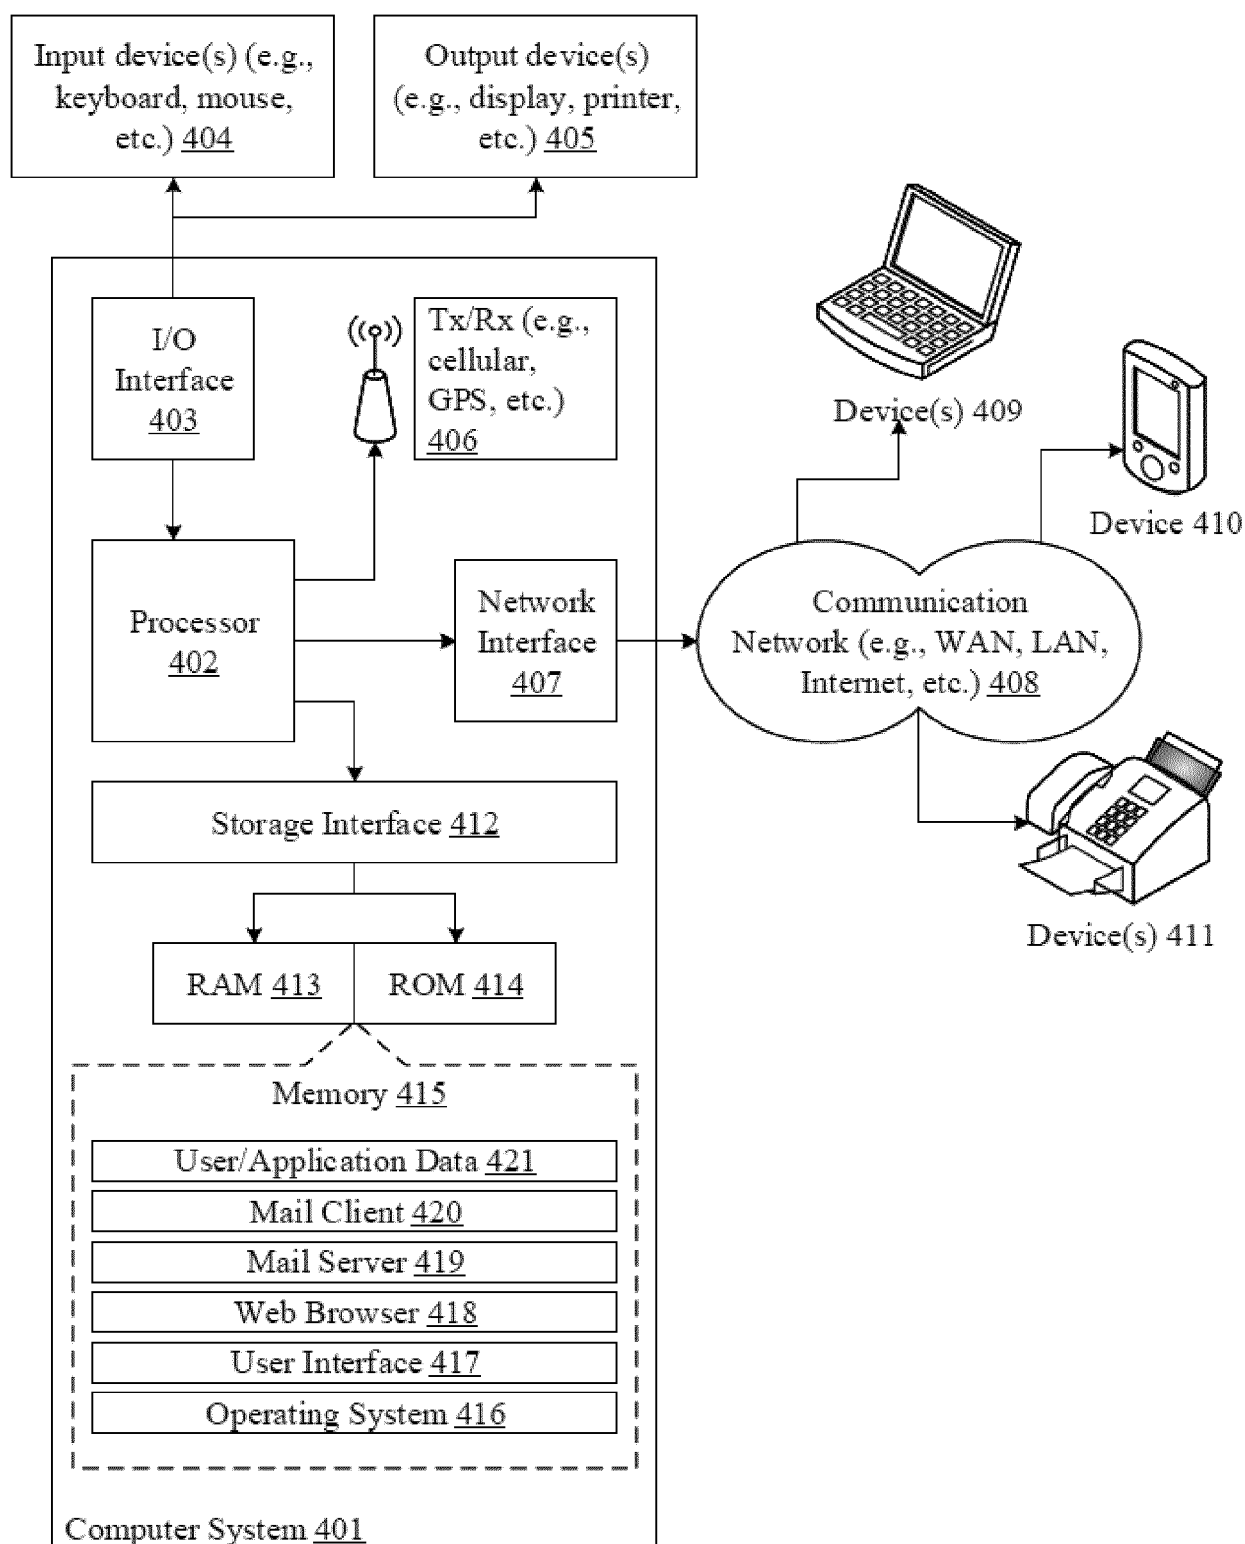 Input device(s) (e.g.,
keyboard, mouse,
etc.) 404
Output device(s)
(e.g., display, printer,
etc.) 405
I/O
Interface
403
Tx/Rx (e.g.,
cellular,
GPS, etc.)
406
Device(s) 409
Device 410
Processor
402
Network
Interface
407
Communication
Network (e.g., WAN, LAN,
Internet, etc.) 408
Storage Interface 412
Device(s) 411
RAM 413
ROM 414
Memory 415
User/Application Data 421
Mail Client 420
Mail Server 419
Web Browser 418
User Interface 417
Operating System 416
Computer System 401